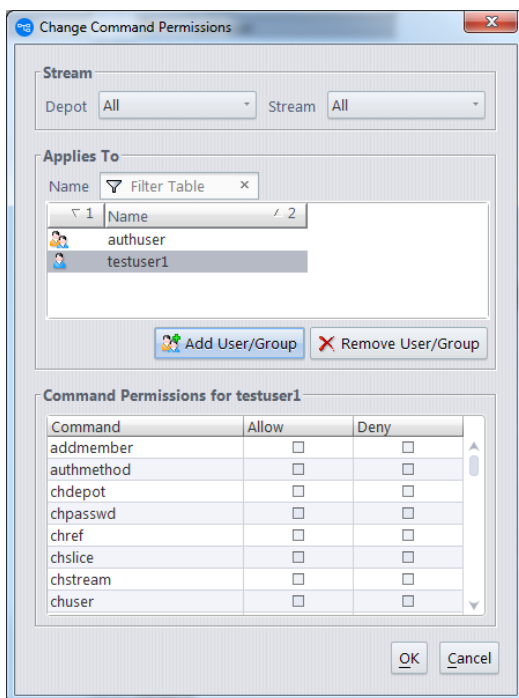 Change Command Permissions
Stream
Depot All Stream All
Applies To
Name Filter Table ×
1 Name 2
authuser
testuser1
Add User/Group Remove User/Group
Command Permissions for testuser1
Command Allow Deny
addmember
authmethod
chdepot
chpasswd
chref
chslice
chstream
chuser
OK Cancel